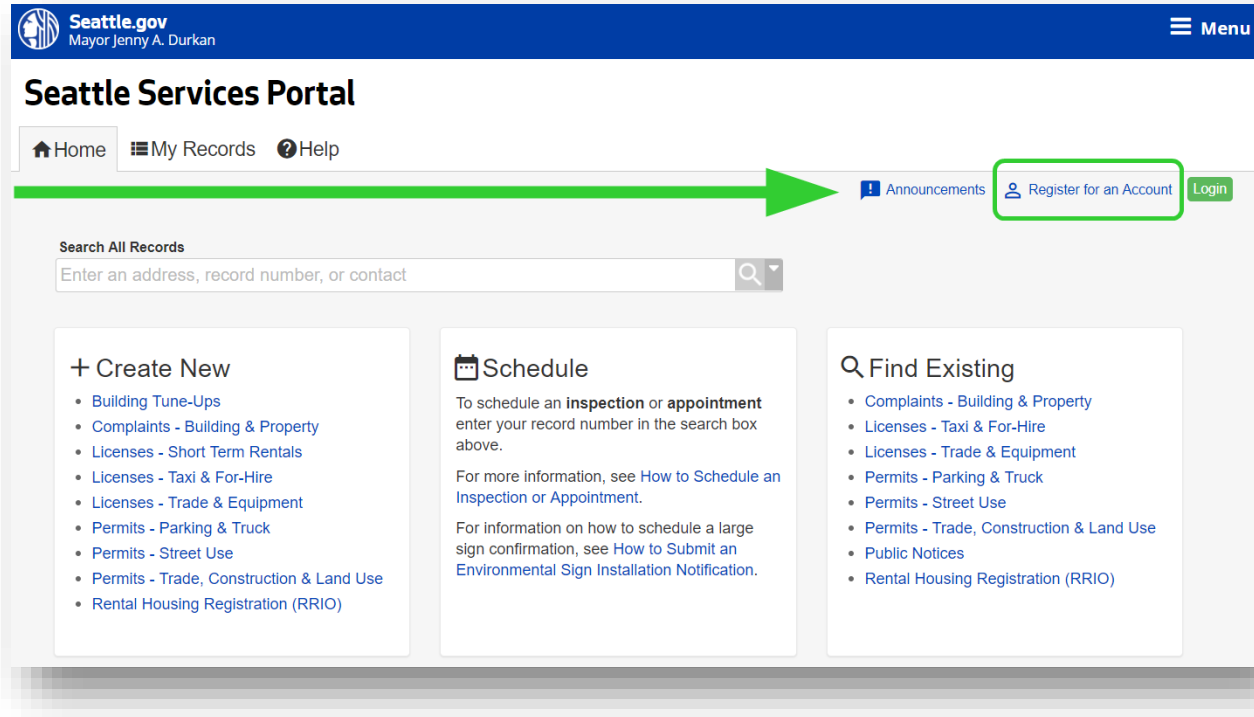 Seattle.gov
Mayor Jenny A. Durkan
Menu
Seattle Services Portal
Home My Records Help
Announcements Register for an Account Login
Search All Records
Enter an address, record number, or contact
Create New
• Building Tune-Ups
• Complaints - Building & Property
• Licenses - Short Term Rentals
• Licenses - Taxi & For-Hire
• Licenses - Trade & Equipment
• Permits - Parking & Truck
• Permits - Street Use
• Permits - Trade, Construction & Land Use
• Rental Housing Registration (RRIO)
Schedule
To schedule an inspection or appointment
enter your record number in the search box
above.
For more information, see How to Schedule an
Inspection or Appointment.
For information on how to schedule a large
sign confirmation, see How to Submit an
Environmental Sign Installation Notification.
Find Existing
• Complaints - Building & Property
• Licenses - Taxi & For-Hire
• Licenses - Trade & Equipment
• Permits - Parking & Truck
• Permits - Street Use
• Permits - Trade, Construction & Land Use
• Public Notices
• Rental Housing Registration (RRIO)